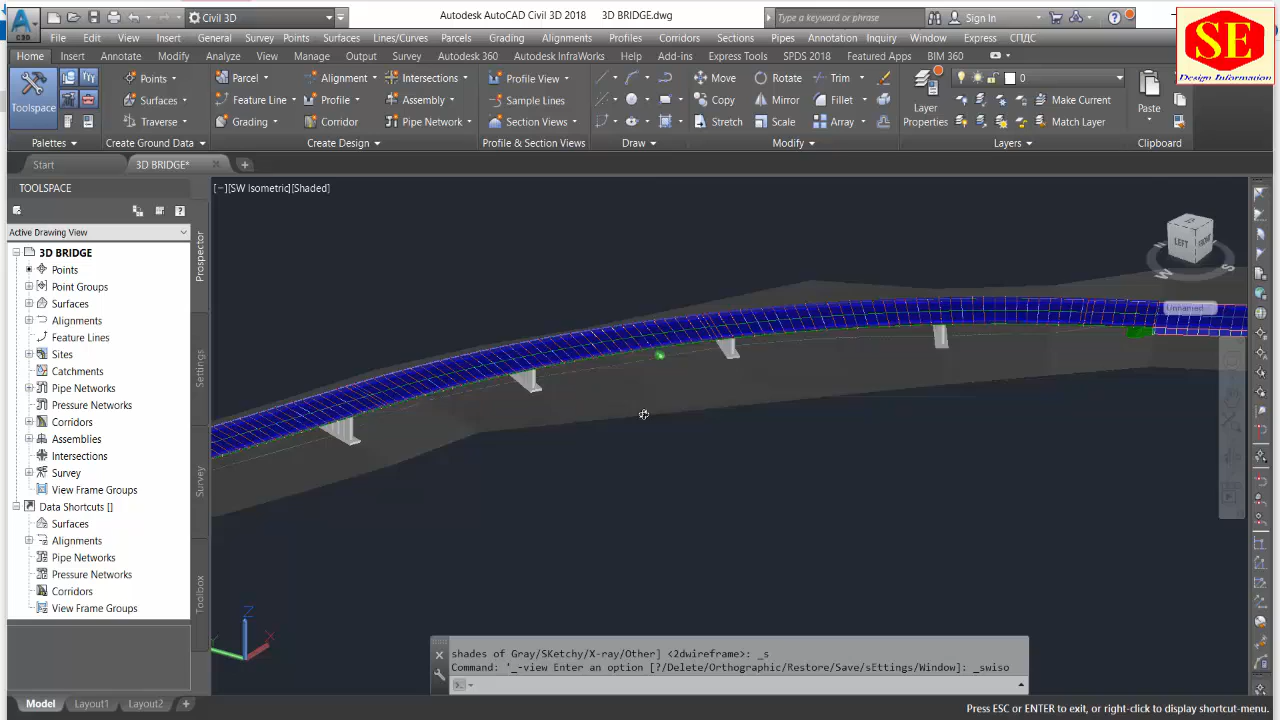 Civil 3D
Autodesk AutoCAD Civil 3D 2018 3D BRIDGE.dwg
Type a keyword or phrase
Sign In
SE
Design Information
C3D
File Edit View Insert General Survey Points Surfaces Lines/Curves Parcels Grading Alignments Profiles Corridors Sections Pipes Annotation Inquiry Window Express СПДС
Home Insert Annotate Modify Analyze View Manage Output Survey Autodesk 360 Autodesk InfraWorks Help Add-ins Express Tools SPDS 2018 Featured Apps BIM 360
Toolspace
Points Parcel Alignment Intersections Profile View Move Rotate Trim 0
Surfaces Feature Line Profile Assembly Sample Lines Copy Mirror Fillet Make Current
Traverse Grading Corridor Pipe Network Section Views Stretch Scale Array Match Layer
Layer Properties
Paste
Palettes Create Ground Data Create Design Profile & Section Views Draw Modify Layers Clipboard
Start 3D BRIDGE*
TOOLSPACE
[−][SW Isometric][Shaded]
Active Drawing View
3D BRIDGE
Points
Point Groups
Surfaces
Alignments
Feature Lines
Sites
Catchments
Pipe Networks
Pressure Networks
Corridors
Assemblies
Intersections
Survey
View Frame Groups
Data Shortcuts []
Surfaces
Alignments
Pipe Networks
Pressure Networks
Corridors
View Frame Groups
Prospector
Settings
Survey
Toolbox
LEFT
FRONT
W
S
Unnamed
Z
X
shades of Gray/SKetchy/X-ray/Other] <2dwireframe>: _s
Command: '_-view Enter an option [?/Delete/Orthographic/Restore/Save/sEttings/Window]: _swiso
Model Layout1 Layout2 +
Press ESC or ENTER to exit, or right-click to display shortcut-menu.